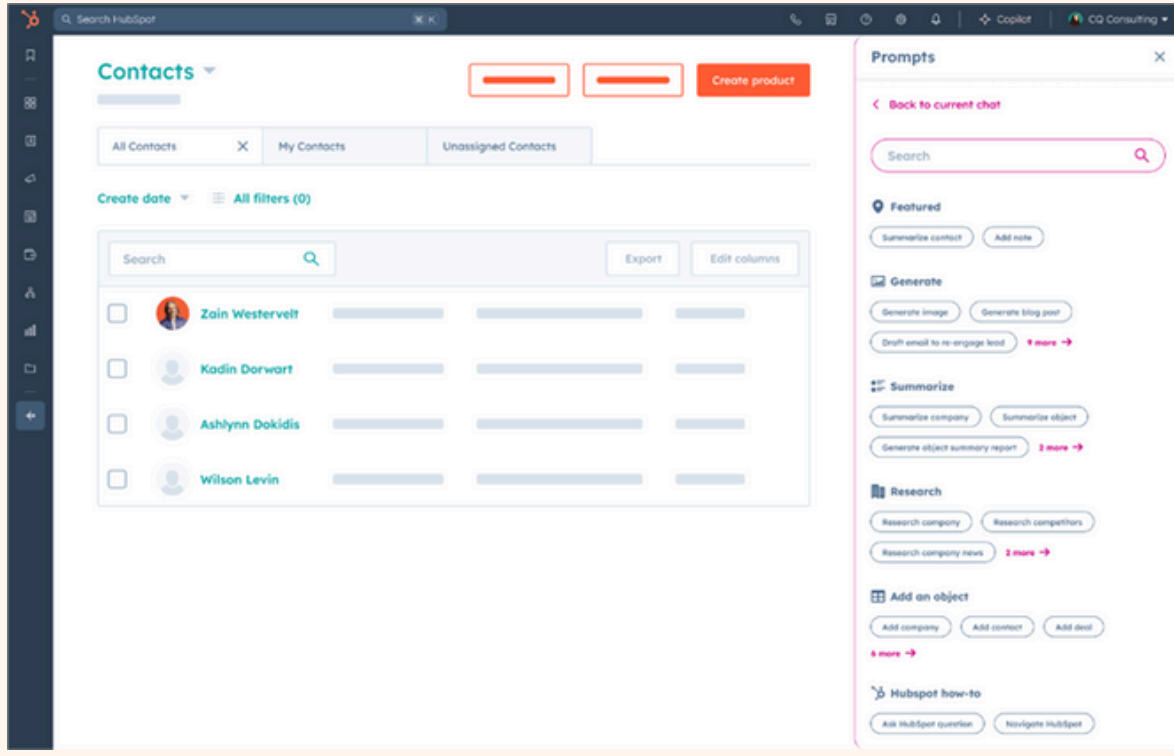 Search HubSpot
⌘ K
Copilot
CQ Consulting
Contacts
Create product
All Contacts
My Contacts
Unassigned Contacts
Create date
All filters (0)
Search
Export
Edit columns
Zain Westervelt
Kadin Dorwart
Ashlynn Dokidis
Wilson Levin
Prompts
Back to current chat
Search
Featured
Summarize contact
Add note
Generate
Generate image
Generate blog post
Draft email to re-engage lead
9 more →
Summarize
Summarize company
Summarize object
Generate object summary report
2 more →
Research
Research company
Research competitors
Research company news
2 more →
Add an object
Add company
Add contact
Add deal
6 more →
Hubspot how-to
Ask HubSpot question
Navigate HubSpot